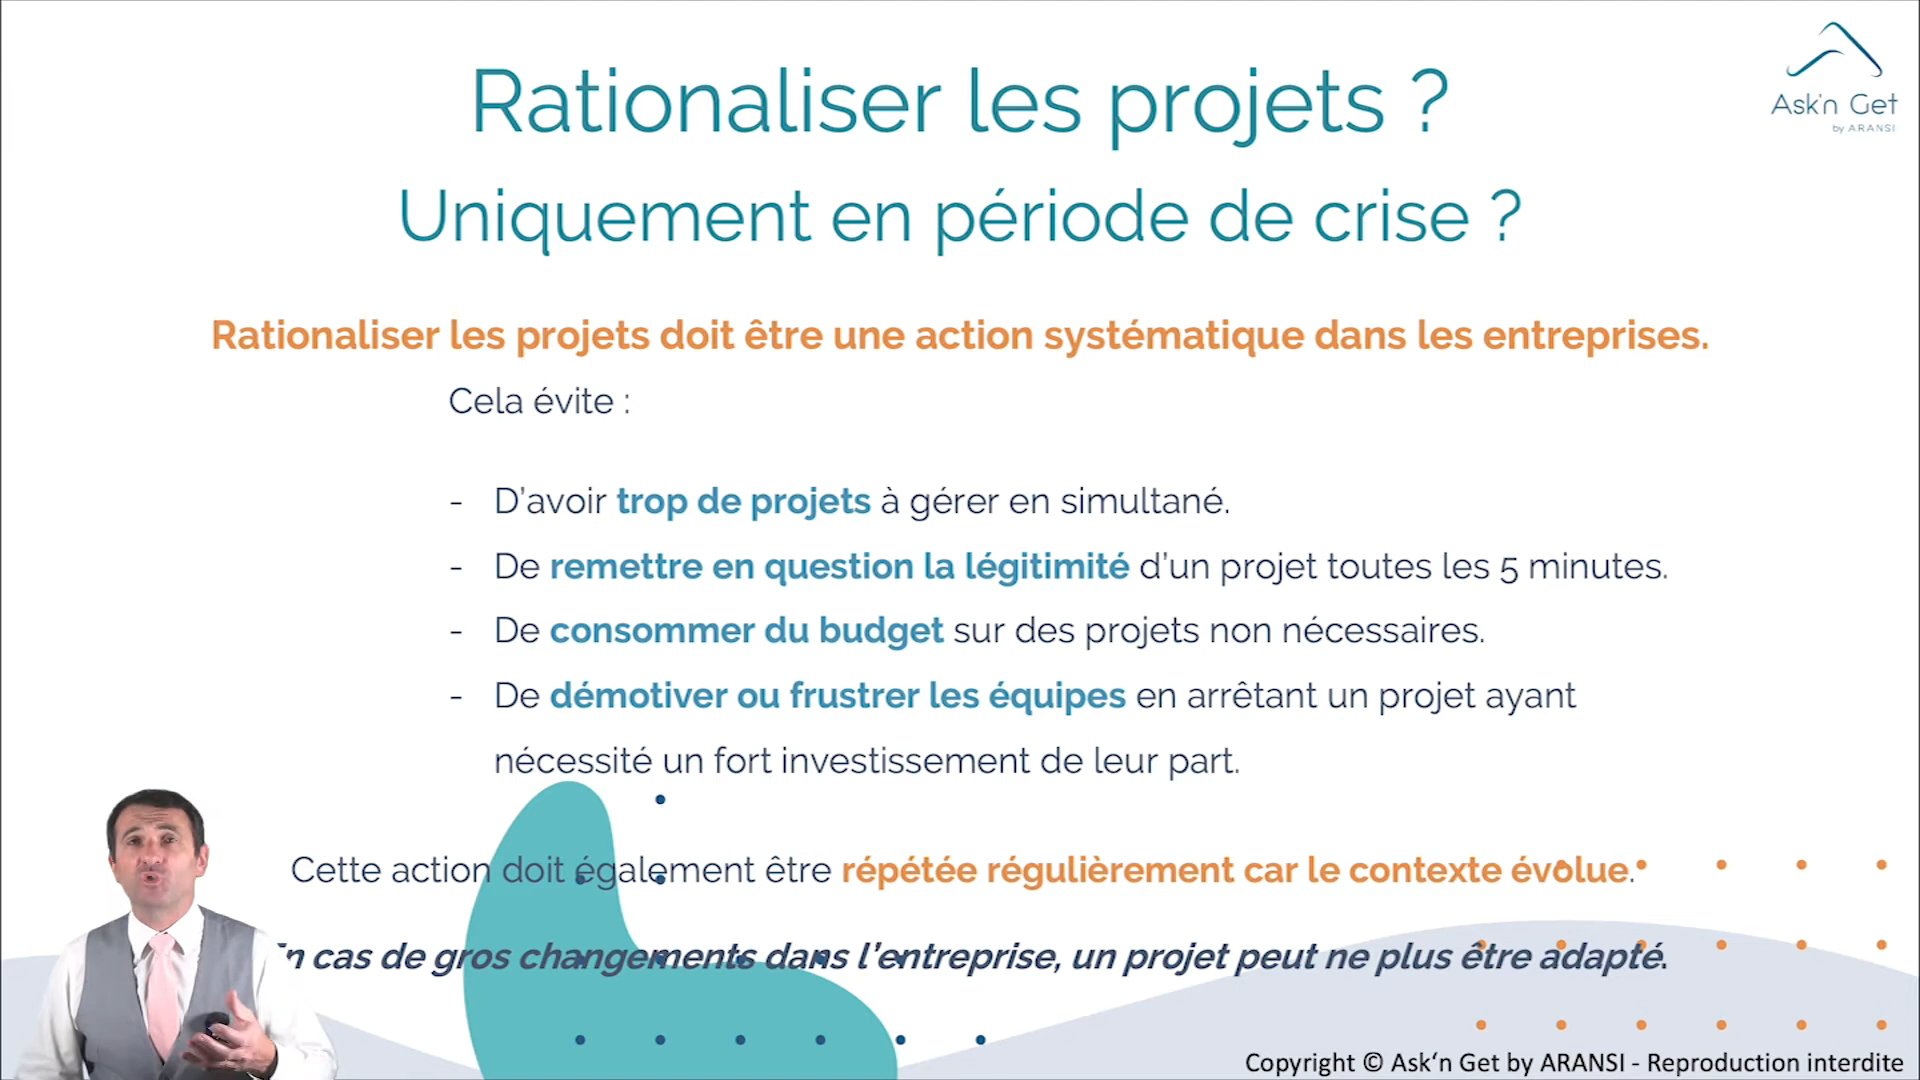 Rationaliser les projets ?
Ask'n Get
by ARANSI
Uniquement en période de crise ?
Rationaliser les projets doit être une action systématique dans les entreprises.
Cela évite :
- D'avoir trop de projets à gérer en simultané.
- De remettre en question la légitimité d'un projet toutes les 5 minutes.
- De consommer du budget sur des projets non nécessaires.
- De démotiver ou frustrer les équipes en arrêtant un projet ayant
nécessité un fort investissement de leur part.
Cette action doit également être répétée régulièrement car le contexte évolue.
En cas de gros changements dans l'entreprise, un projet peut ne plus être adapté.
Copyright © Ask‘n Get by ARANSI - Reproduction interdite